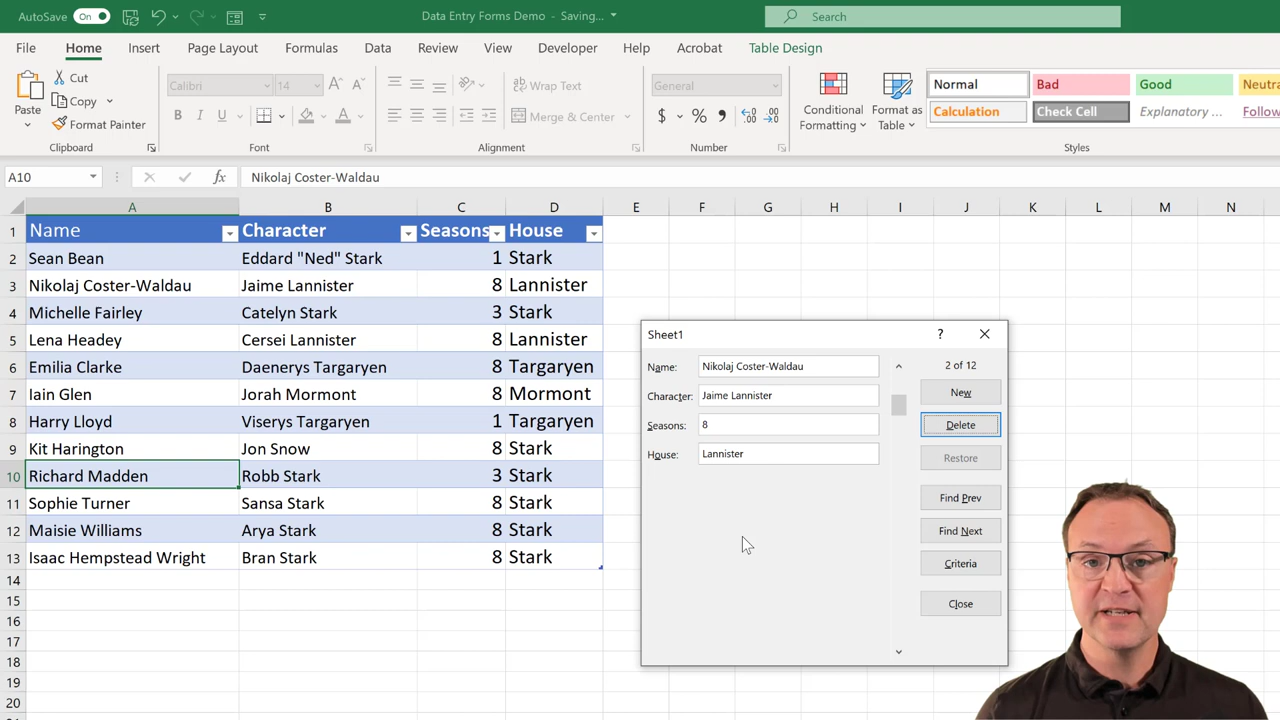 AutoSave On
Data Entry Forms Demo - Saving...
Search
File Home Insert Page Layout Formulas Data Review View Developer Help Acrobat Table Design
Paste
Cut
Copy
Format Painter
Clipboard
Calibri 14
B I U
Font
Wrap Text
Merge & Center
Alignment
General
$ % ,
Number
Conditional Formatting
Format as Table
Normal Bad Good Neutra
Calculation Check Cell Explanatory ... Follow
Styles
A10 fx Nikolaj Coster-Waldau
A B C D E F G H I J K L M N
1 Name Character Seasons House
2 Sean Bean Eddard "Ned" Stark 1 Stark
3 Nikolaj Coster-Waldau Jaime Lannister 8 Lannister
4 Michelle Fairley Catelyn Stark 3 Stark
5 Lena Headey Cersei Lannister 8 Lannister
6 Emilia Clarke Daenerys Targaryen 8 Targaryen
7 Iain Glen Jorah Mormont 8 Mormont
8 Harry Lloyd Viserys Targaryen 1 Targaryen
9 Kit Harington Jon Snow 8 Stark
10 Richard Madden Robb Stark 3 Stark
11 Sophie Turner Sansa Stark 8 Stark
12 Maisie Williams Arya Stark 8 Stark
13 Isaac Hempstead Wright Bran Stark 8 Stark
14
15
16
17
18
19
20
Sheet1 ?
Name: Nikolaj Coster-Waldau
Character: Jaime Lannister
Seasons: 8
House: Lannister
2 of 12
New
Delete
Restore
Find Prev
Find Next
Criteria
Close